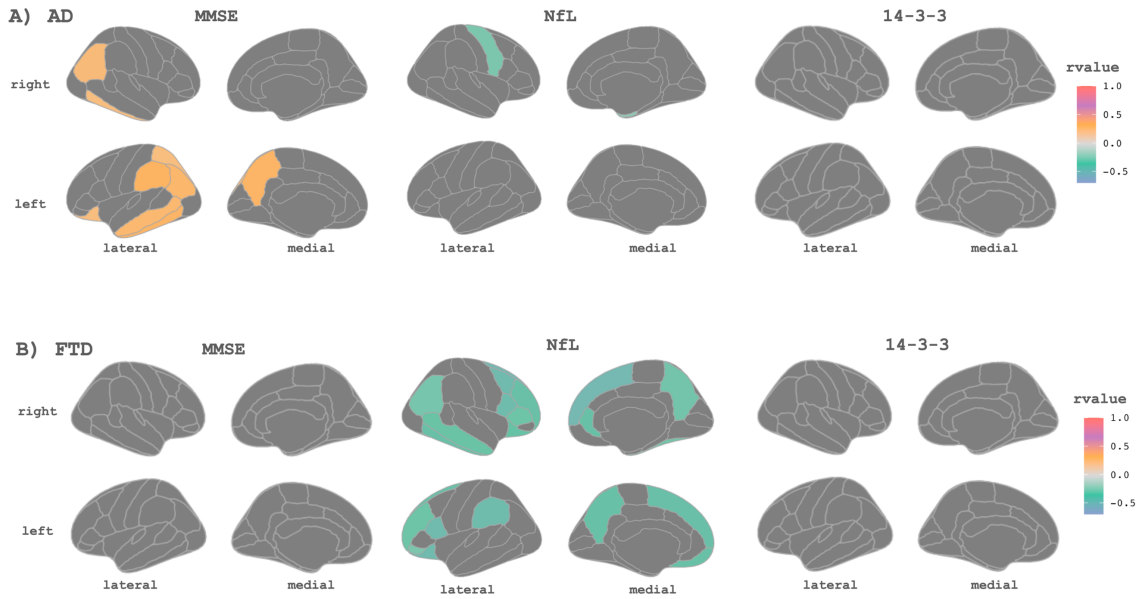 A) AD MMSE NfL 14-3-3
right
rvalue
1.0
0.5
0.0
-0.5
left
lateral medial lateral medial lateral medial
B) FTD MMSE NfL 14-3-3
right
rvalue
1.0
0.5
0.0
-0.5
left
lateral medial lateral medial lateral medial